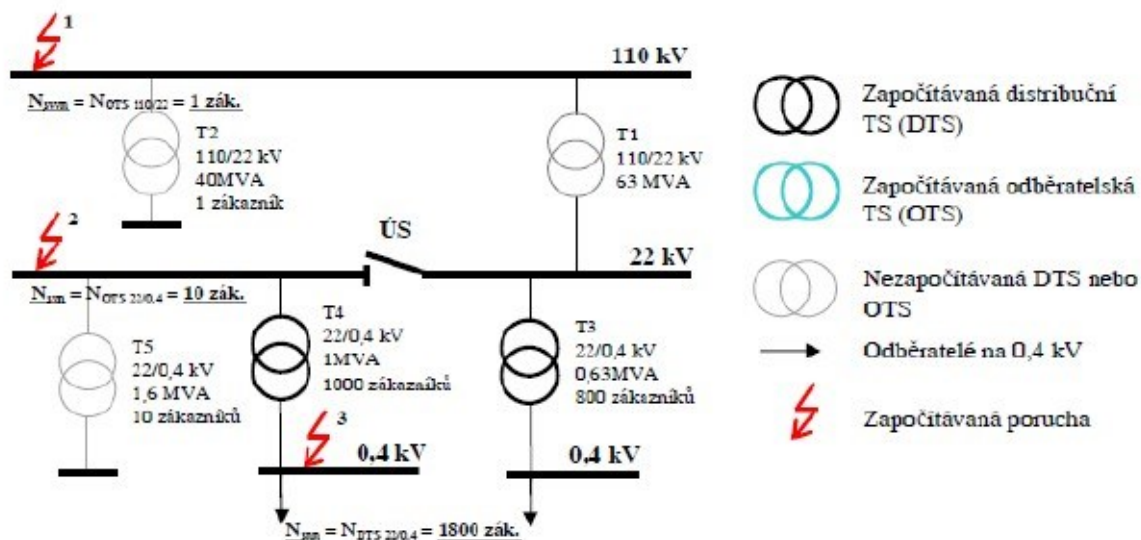 1
110 kV
N_svvn = N_OTS 110/22 = 1 zák.
T2
110/22 kV
40MVA
1 zákazník
T1
110/22 kV
63 MVA
2
ÚS
22 kV
N_svn = N_OTS 22/0,4 = 10 zák.
T5
22/0,4 kV
1,6 MVA
10 zákazníků
T4
22/0,4 kV
1MVA
1000 zákazníků
T3
22/0,4 kV
0,63MVA
800 zákazníků
3
0,4 kV
0,4 kV
N_snn = N_DTS 22/0,4 = 1800 zák.
Započítávaná distribuční
TS (DTS)
Započítávaná odběratelská
TS (OTS)
Nezapočítávaná DTS nebo
OTS
Odběratelé na 0,4 kV
Započítávaná porucha